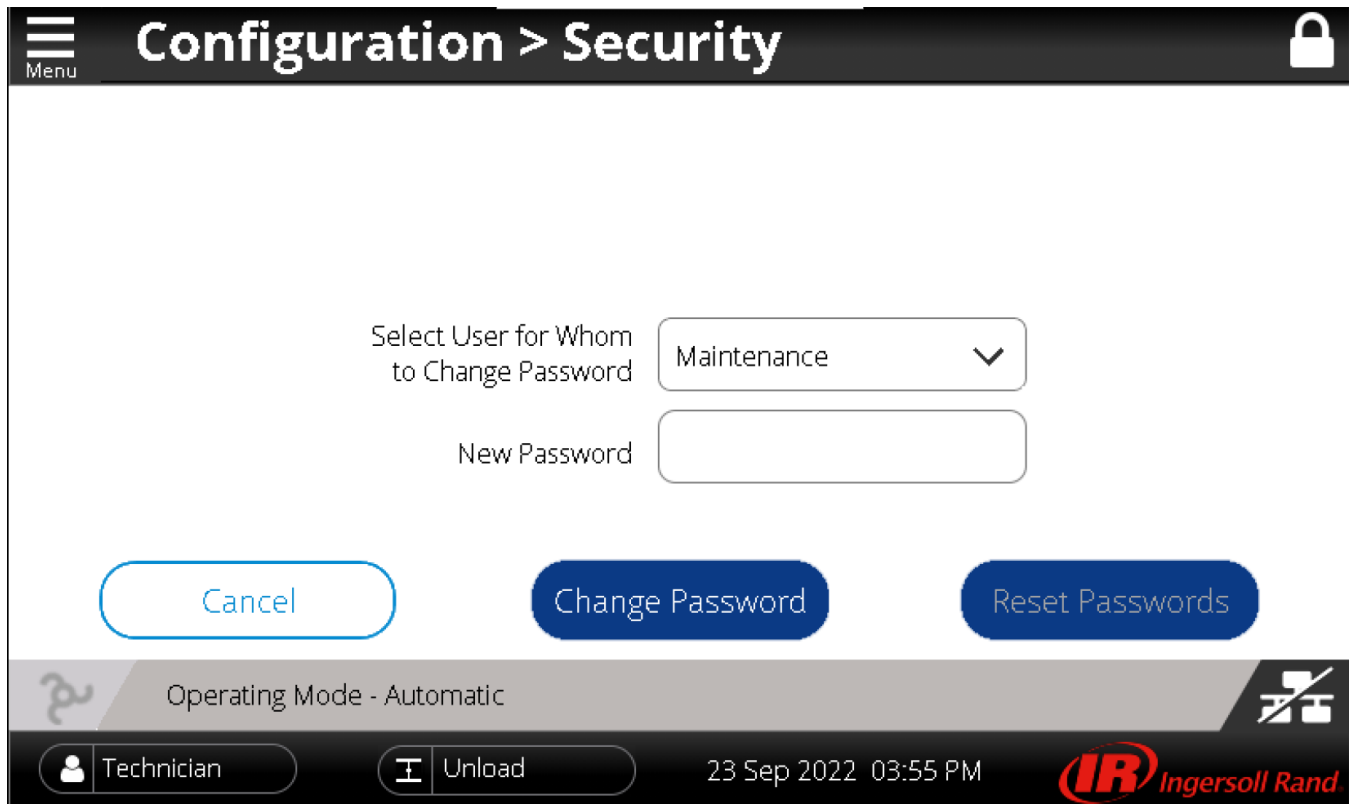 Configuration > Security
Menu
Select User for Whom
to Change Password
Maintenance
New Password
Cancel
Change Password
Reset Passwords
Operating Mode - Automatic
Technician
Unload
23 Sep 2022 03:55 PM
IR Ingersoll Rand